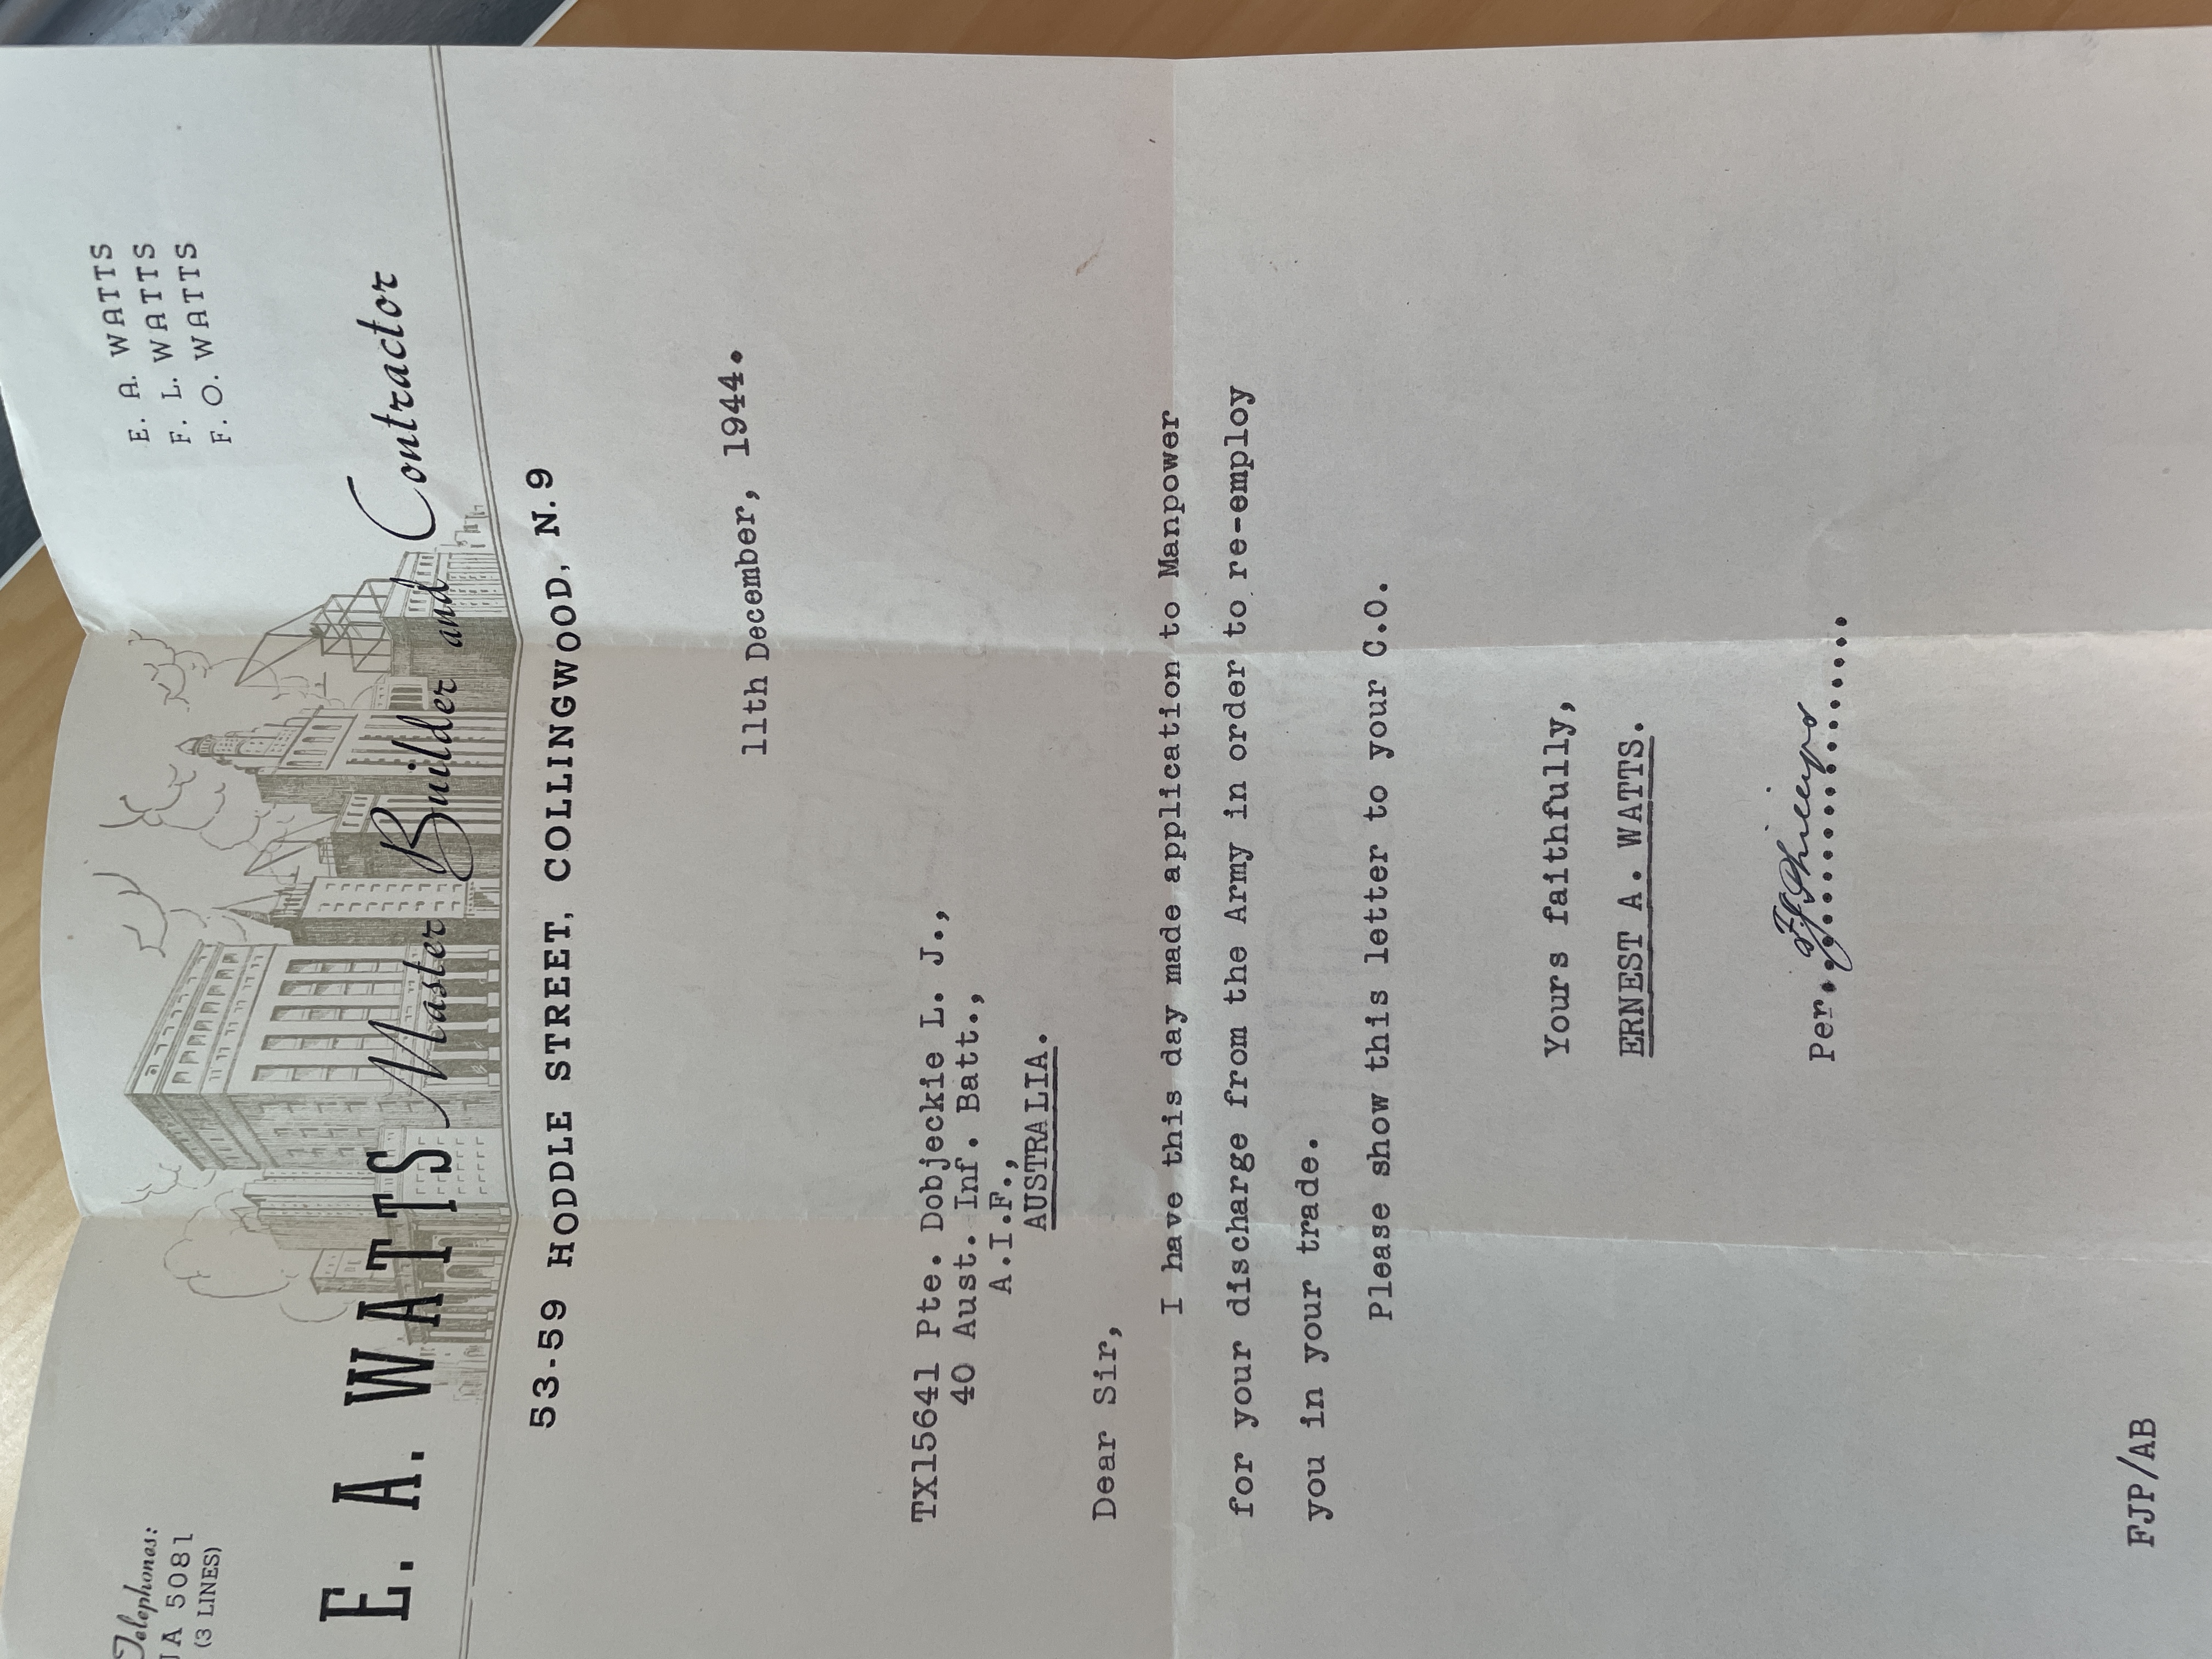 Telephones:
JA 5081
(3 LINES)
E. A. WATTS
F. L. WATTS
F. O. WATTS
E. A. WATTS Master Builder and Contractor
53-59 HODDLE STREET, COLLINGWOOD, N.9
11th December, 1944.
TX15641 Pte. Dobjeckie L. J.,
40 Aust. Inf. Batt.,
A.I.F.,
AUSTRALIA.
Dear Sir,
I have this day made application to Manpower
for your discharge from the Army in order to re-employ
you in your trade.
Please show this letter to your C.O.
Yours faithfully,
ERNEST A. WATTS.
Per. FJPhillips
FJP/AB